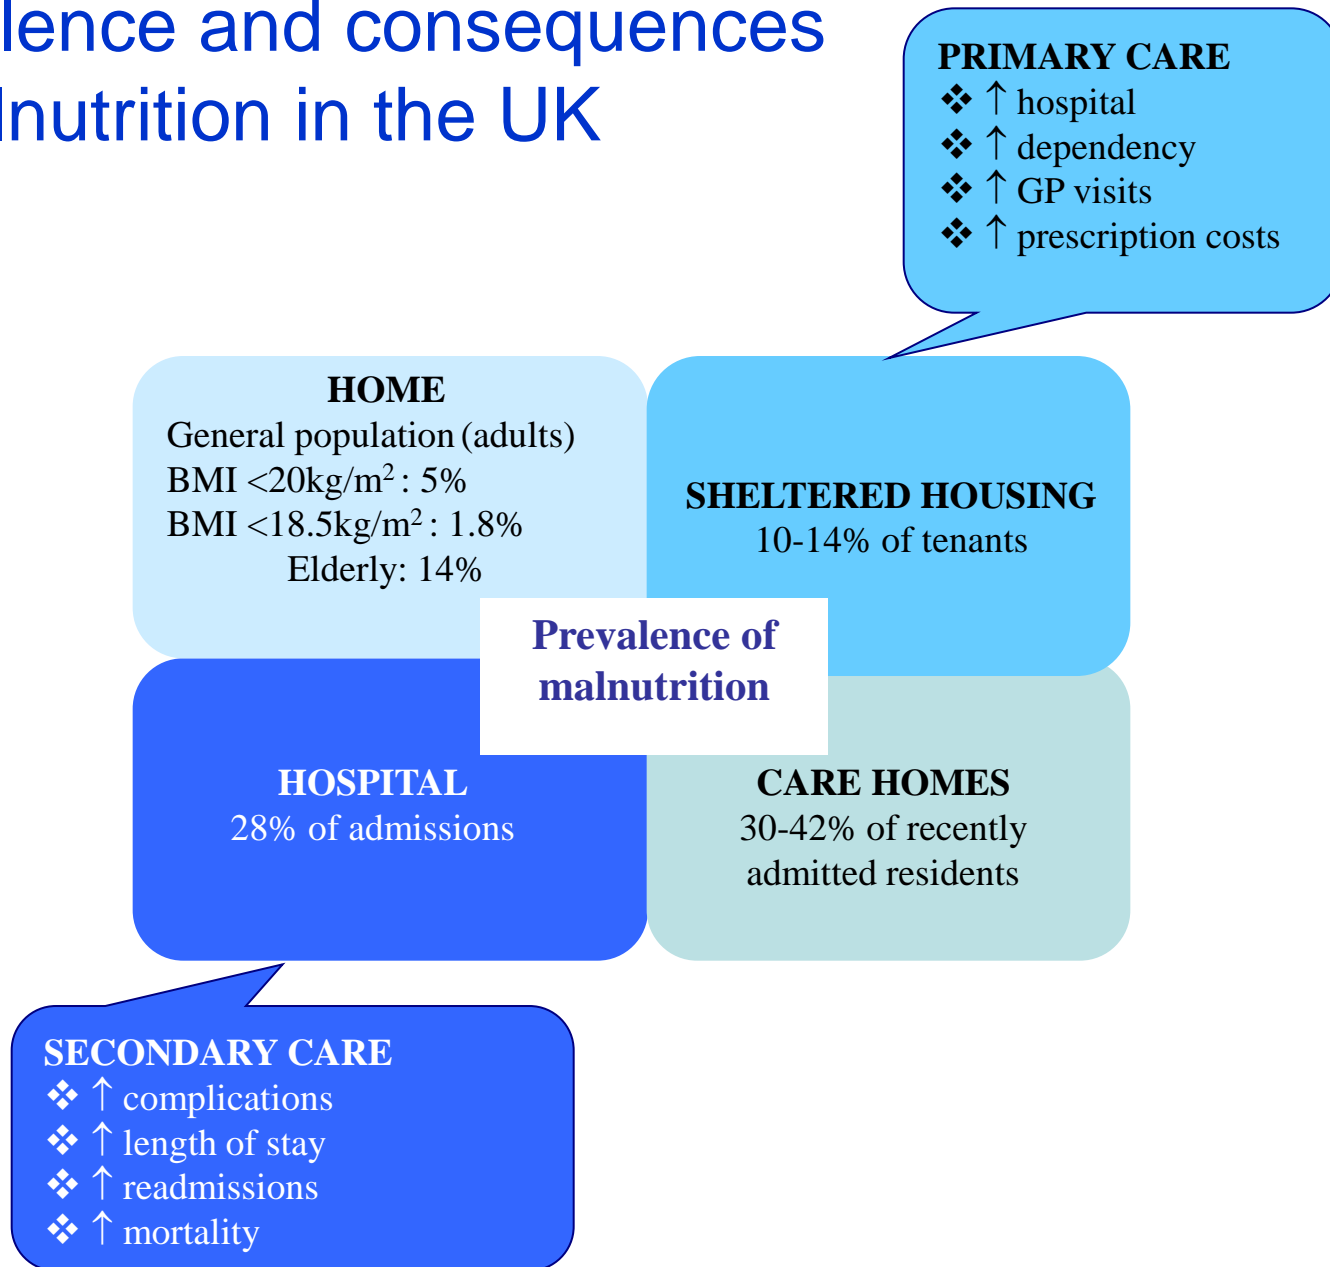 lence and consequences
lnutrition in the UK
PRIMARY CARE
❖ ↑ hospital
❖ ↑ dependency
❖ ↑ GP visits
❖ ↑ prescription costs
HOME
General population (adults)
BMI <20kg/m² : 5%
BMI <18.5kg/m² : 1.8%
Elderly: 14%
SHELTERED HOUSING
10-14% of tenants
Prevalence of
malnutrition
HOSPITAL
28% of admissions
CARE HOMES
30-42% of recently
admitted residents
SECONDARY CARE
❖ ↑ complications
❖ ↑ length of stay
❖ ↑ readmissions
❖ ↑ mortality